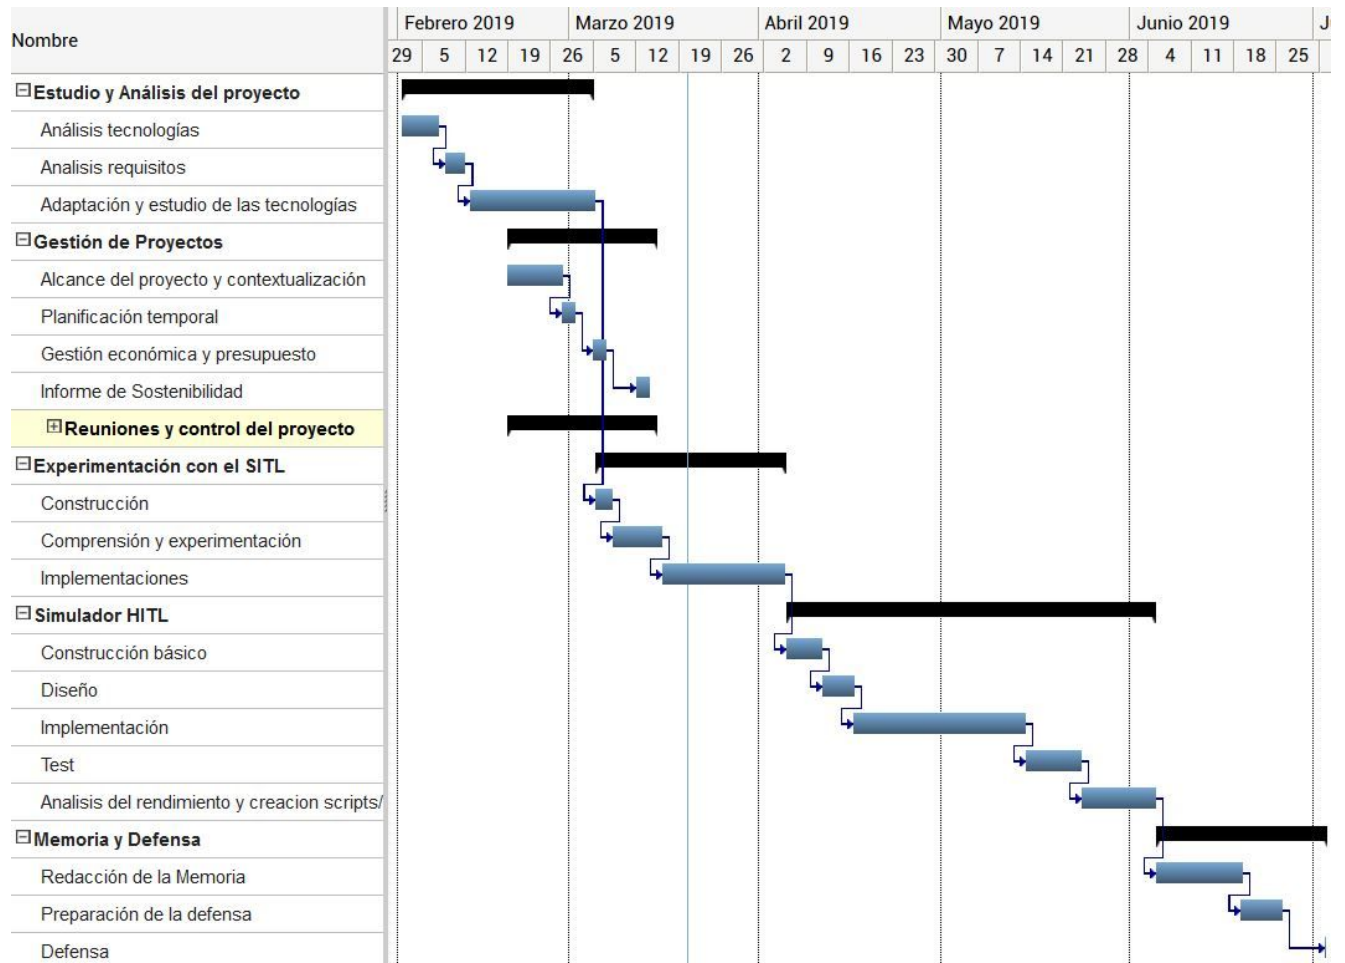 Nombre
Febrero 2019 Marzo 2019 Abril 2019 Mayo 2019 Junio 2019 J
29 5 12 19 26 5 12 19 26 2 9 16 23 30 7 14 21 28 4 11 18 25
Estudio y Análisis del proyecto
Análisis tecnologías
Analisis requisitos
Adaptación y estudio de las tecnologías
Gestión de Proyectos
Alcance del proyecto y contextualización
Planificación temporal
Gestión económica y presupuesto
Informe de Sostenibilidad
Reuniones y control del proyecto
Experimentación con el SITL
Construcción
Comprensión y experimentación
Implementaciones
Simulador HITL
Construcción básico
Diseño
Implementación
Test
Analisis del rendimiento y creacion scripts/
Memoria y Defensa
Redacción de la Memoria
Preparación de la defensa
Defensa